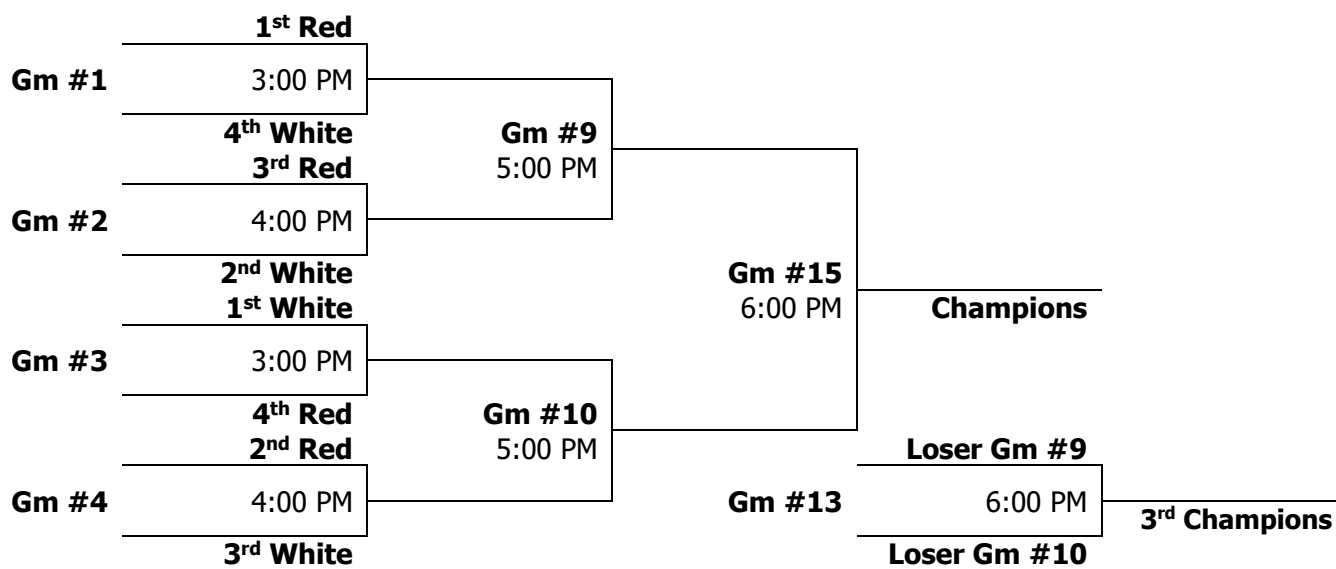 1st Red
Gm #1 3:00 PM
4th White Gm #9
3rd Red 5:00 PM
Gm #2 4:00 PM
2nd White Gm #15
1st White 6:00 PM Champions
Gm #3 3:00 PM
4th Red Gm #10
2nd Red 5:00 PM Loser Gm #9
Gm #4 4:00 PM Gm #13 6:00 PM
3rd Champions
3rd White Loser Gm #10